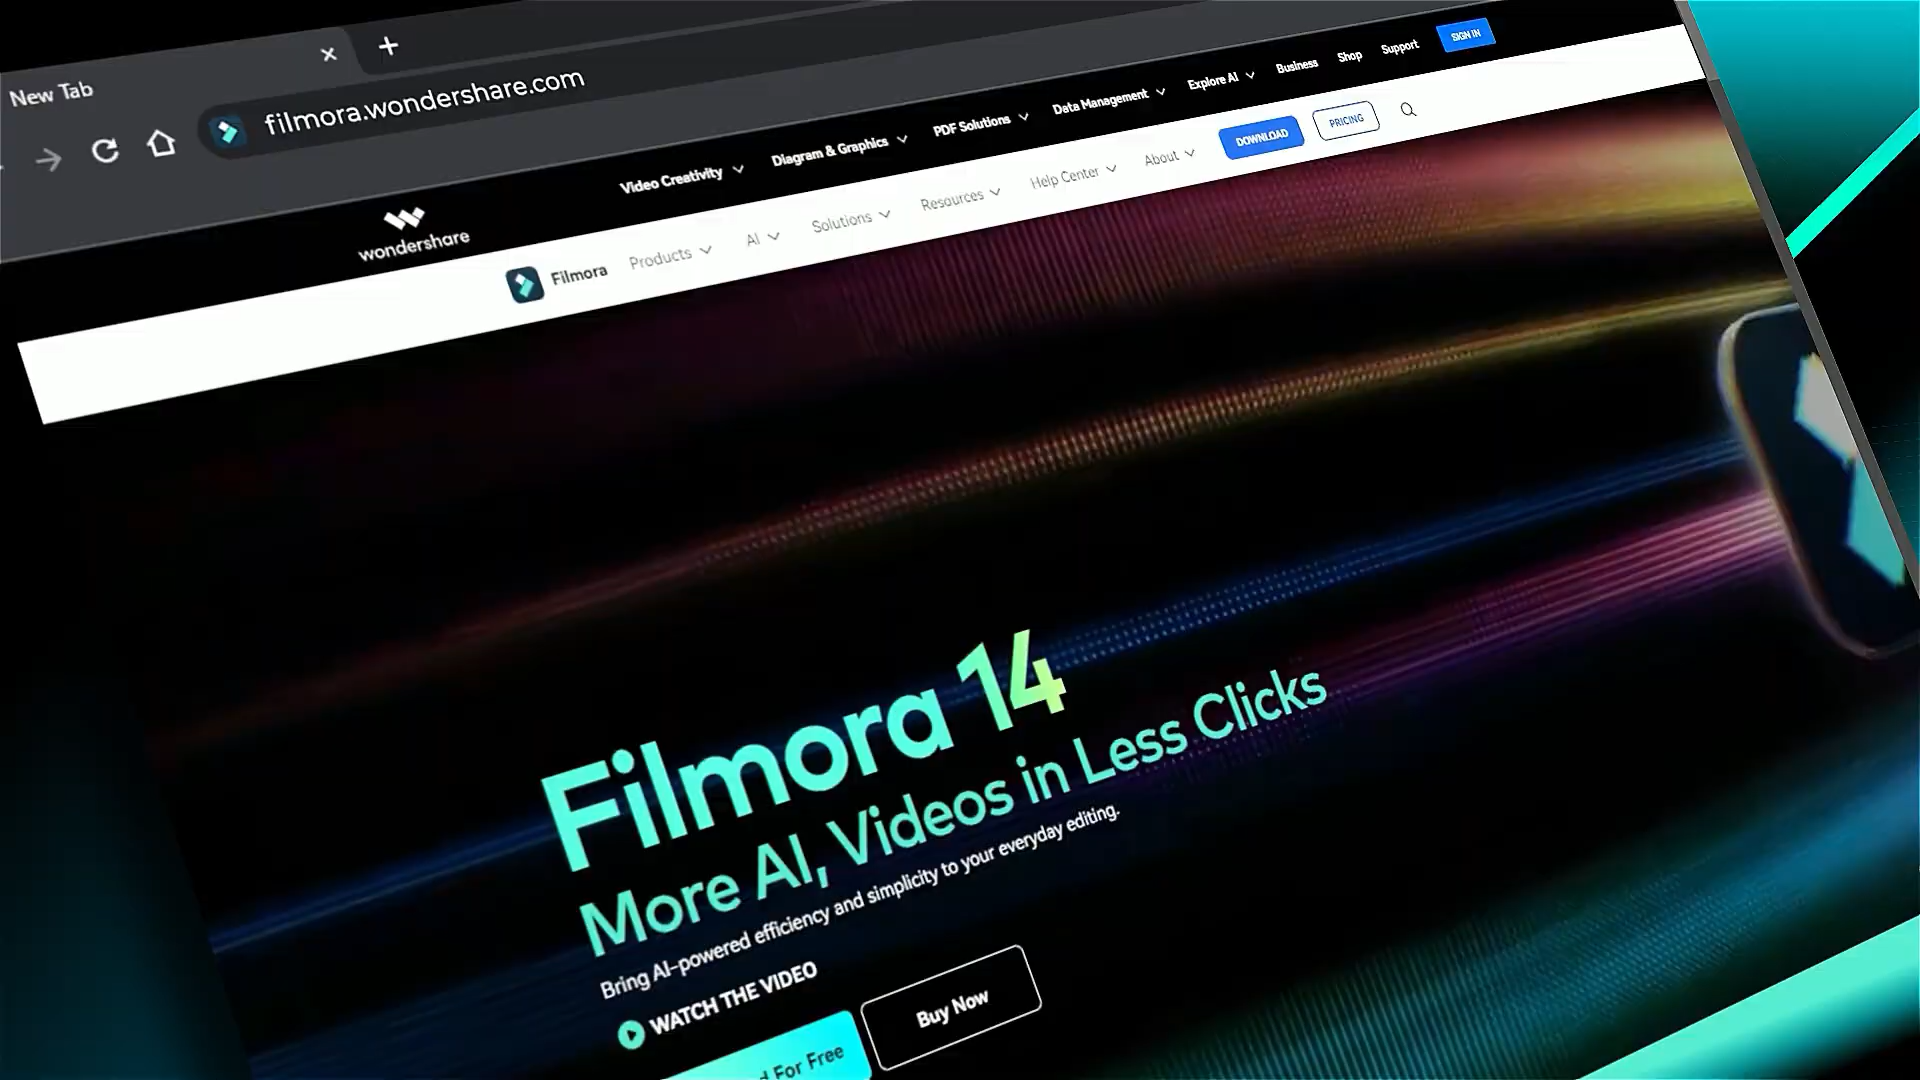 New Tab
filmora.wondershare.com
wondershare
Video Creativity
Diagram & Graphics
PDF Solutions
Data Management
Explore AI
Business
Shop
Support
SIGN IN
Filmora
Products
AI
Solutions
Resources
Help Center
About
DOWNLOAD
PRICING
Filmora 14
More AI, Videos in Less Clicks
Bring AI-powered efficiency and simplicity to your everyday editing.
WATCH THE VIDEO
For Free
Buy Now